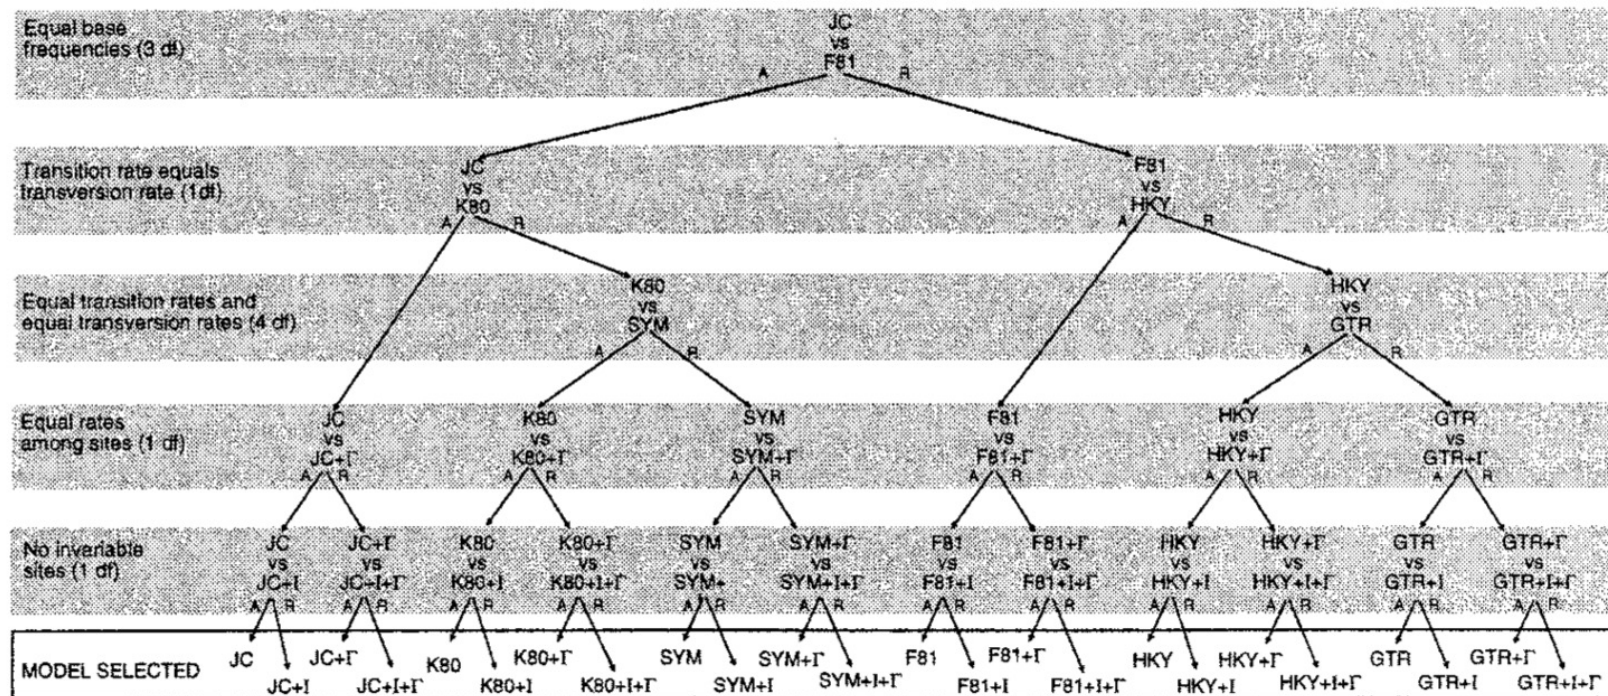 Equal base
frequencies (3 df)
JC
vs
F81
A R
Transition rate equals
transversion rate (1df)
JC
vs
K80
A R
F81
vs
HKY
A R
Equal transition rates and
equal transversion rates (4 df)
K80
vs
SYM
A R
HKY
vs
GTR
A R
Equal rates
among sites (1 df)
JC
vs
JC+Γ
A R
K80
vs
K80+Γ
A R
SYM
vs
SYM+Γ
A R
F81
vs
F81+Γ
A R
HKY
vs
HKY+Γ
A R
GTR
vs
GTR+Γ
A R
No invariable
sites (1 df)
JC
vs
JC+I
A R
JC+Γ
vs
JC+I+Γ
A R
K80
vs
K80+I
A R
K80+Γ
vs
K80+I+Γ
A R
SYM
vs
SYM+
A R
SYM+Γ
vs
SYM+I+Γ
A R
F81
vs
F81+I
A R
F81+Γ
vs
F81+I+Γ
A R
HKY
vs
HKY+I
A R
HKY+Γ
vs
HKY+I+Γ
A R
GTR
vs
GTR+I
A R
GTR+Γ
vs
GTR+I+Γ
A R
MODEL SELECTED
JC JC+Γ K80 K80+Γ SYM SYM+Γ F81 F81+Γ HKY HKY+Γ GTR GTR+Γ
JC+I JC+I+Γ K80+I K80+I+Γ SYM+I SYM+I+Γ F81+I F81+I+Γ HKY+I HKY+I+Γ GTR+I GTR+I+Γ